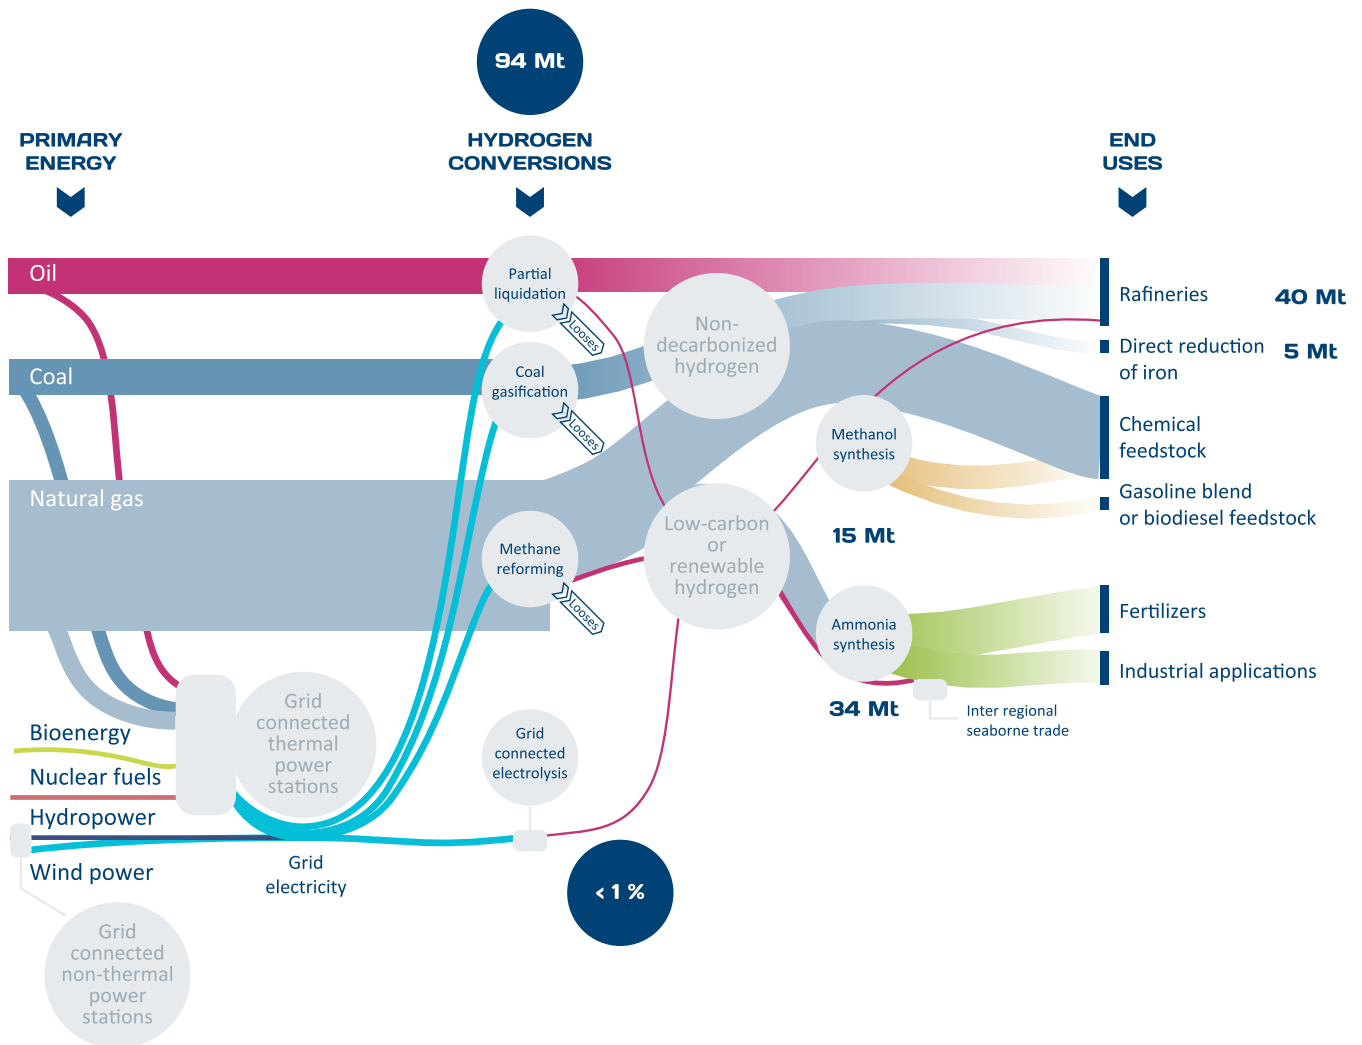 94 Mt
PRIMARY
ENERGY
HYDROGEN
CONVERSIONS
END
USES
Oil
Partial
liquidation
Looses
Non-
decarbonized
hydrogen
Rafineries
40 Mt
Direct reduction
of iron
5 Mt
Coal
Coal
gasification
Looses
Methanol
synthesis
Chemical
feedstock
Natural gas
Gasoline blend
or biodiesel feedstock
15 Mt
Methane
reforming
Looses
Low-carbon
or
renewable
hydrogen
Ammonia
synthesis
Fertilizers
Industrial applications
34 Mt
Inter regional
seaborne trade
Grid
connected
thermal
power
stations
Bioenergy
Nuclear fuels
Hydropower
Wind power
Grid
connected
electrolysis
Grid
electricity
< 1 %
Grid
connected
non-thermal
power
stations